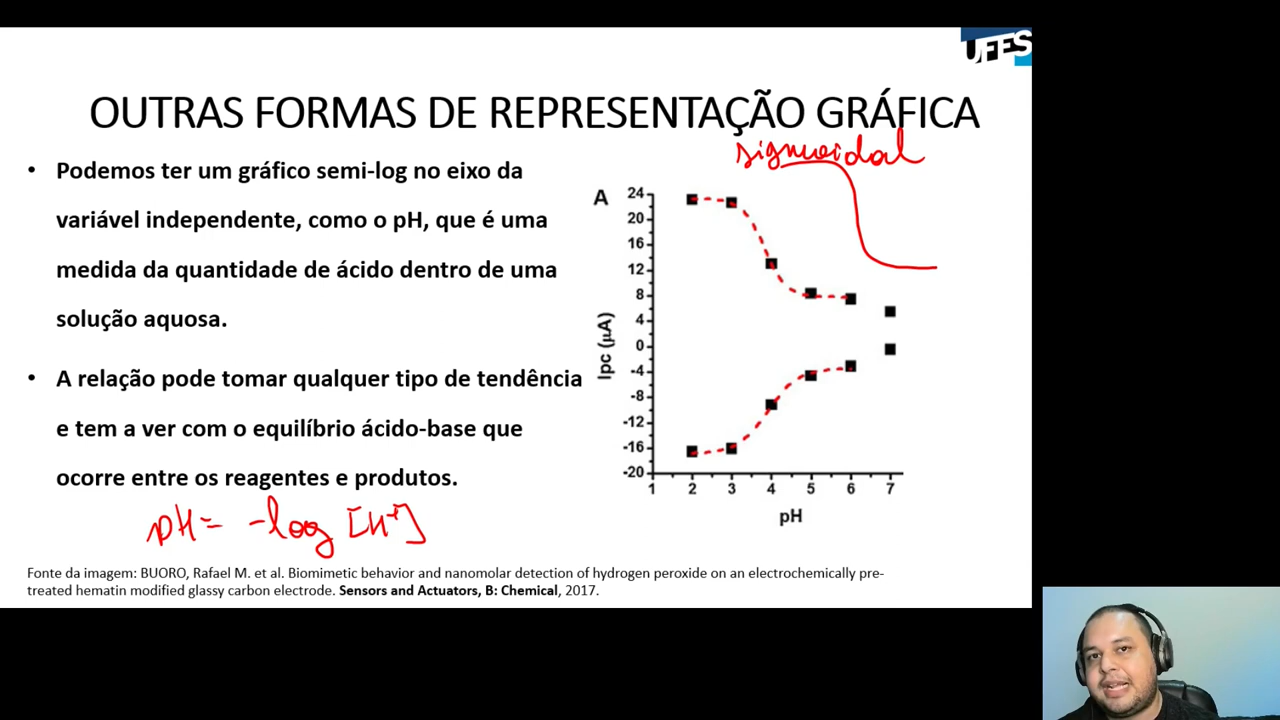 UFES
OUTRAS FORMAS DE REPRESENTAÇÃO GRÁFICA
sigmoidal
• Podemos ter um gráfico semi-log no eixo da
variável independente, como o pH, que é uma
medida da quantidade de ácido dentro de uma
solução aquosa.
• A relação pode tomar qualquer tipo de tendência
e tem a ver com o equilíbrio ácido-base que
ocorre entre os reagentes e produtos.
pH = -log [H+]
A
24
20
16
12
8
4
0
-4
-8
-12
-16
-20
Ipc (µA)
1 2 3 4 5 6 7
pH
Fonte da imagem: BUORO, Rafael M. et al. Biomimetic behavior and nanomolar detection of hydrogen peroxide on an electrochemically pre-
treated hematin modified glassy carbon electrode. Sensors and Actuators, B: Chemical, 2017.